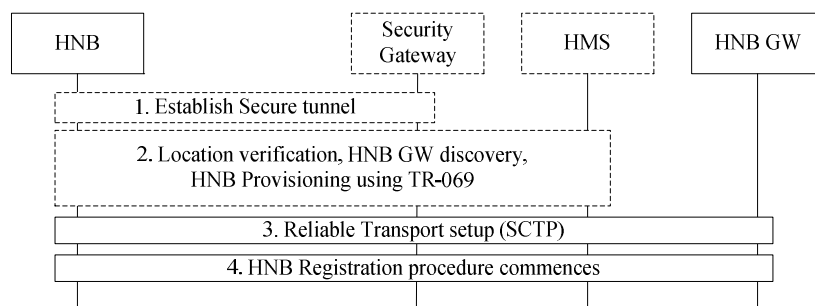 HNB
Security
Gateway
HMS
HNB GW
1. Establish Secure tunnel
2. Location verification, HNB GW discovery,
HNB Provisioning using TR-069
3. Reliable Transport setup (SCTP)
4. HNB Registration procedure commences